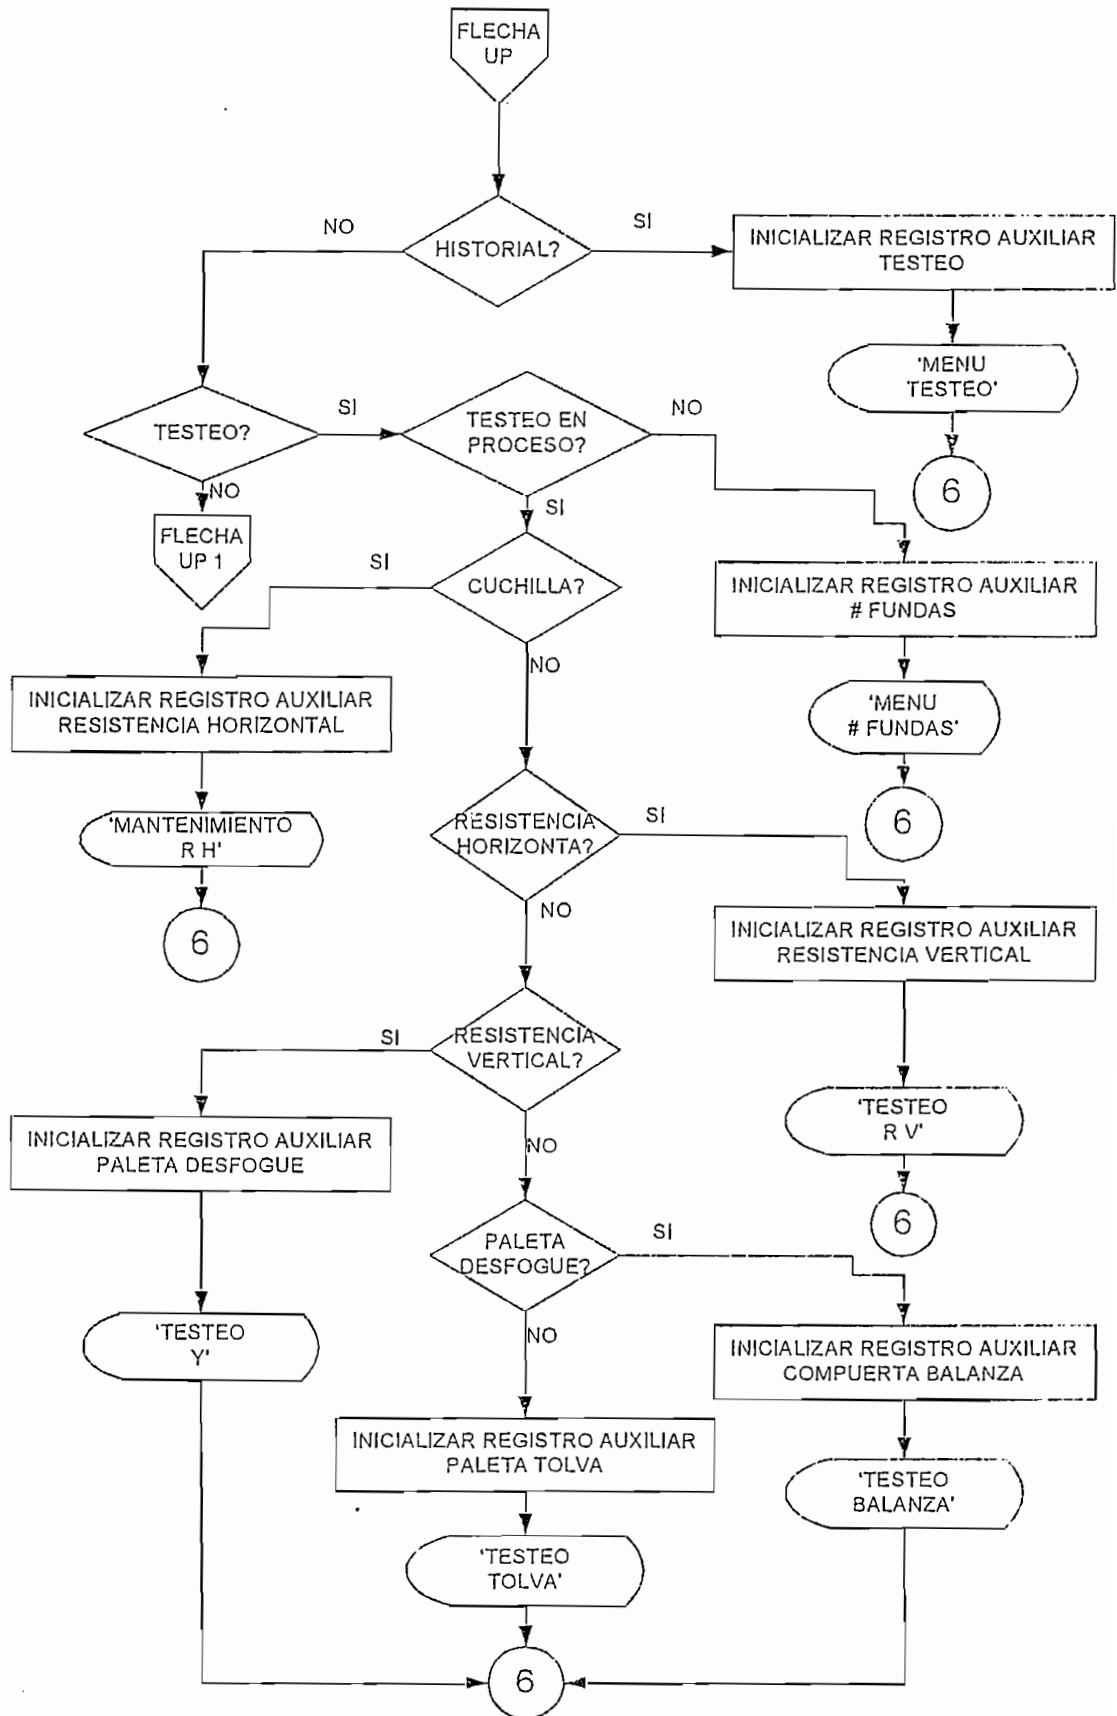 FLECHA
UP
NO
SI
HISTORIAL?
INICIALIZAR REGISTRO AUXILIAR
TESTEO
'MENU
TESTEO'
6
TESTEO?
SI
TESTEO EN
PROCESO?
NO
NO
SI
FLECHA
UP 1
SI
CUCHILLA?
INICIALIZAR REGISTRO AUXILIAR
# FUNDAS
NO
INICIALIZAR REGISTRO AUXILIAR
RESISTENCIA HORIZONTAL
'MENU
# FUNDAS'
6
'MANTENIMIENTO
R H'
6
RESISTENCIA
HORIZONTA?
SI
NO
INICIALIZAR REGISTRO AUXILIAR
RESISTENCIA VERTICAL
SI
RESISTENCIA
VERTICAL?
'TESTEO
R V'
6
INICIALIZAR REGISTRO AUXILIAR
PALETA DESFOGUE
NO
PALETA
DESFOGUE?
SI
'TESTEO
Y'
NO
INICIALIZAR REGISTRO AUXILIAR
COMPUERTA BALANZA
INICIALIZAR REGISTRO AUXILIAR
PALETA TOLVA
'TESTEO
BALANZA'
'TESTEO
TOLVA'
6